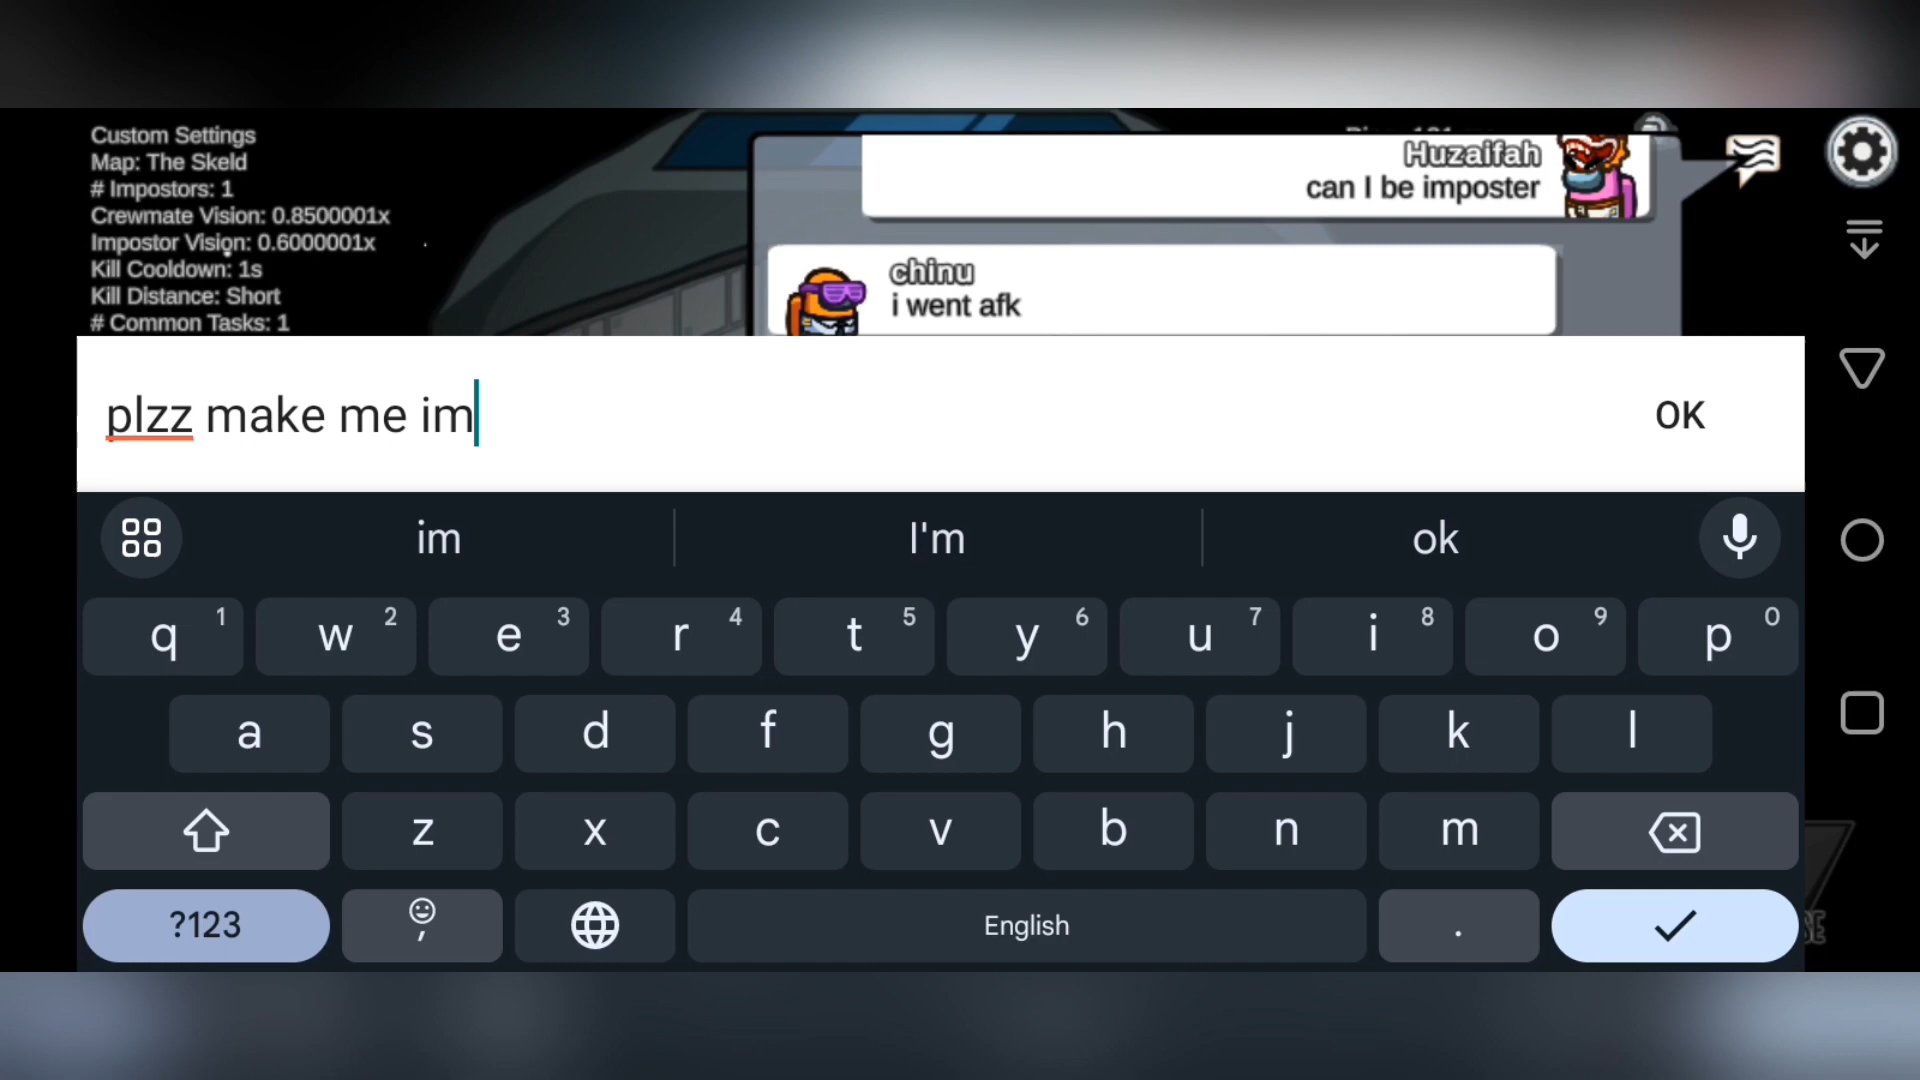 Custom Settings
Map: The Skeld
# Impostors: 1
Crewmate Vision: 0.8500001x
Impostor Vision: 0.6000001x
Kill Cooldown: 1s
Kill Distance: Short
# Common Tasks: 1
Huzaifah
can I be imposter
chinu
i went afk
plzz make me im
OK
im I'm ok
q 1 w 2 e 3 r 4 t 5 y 6 u 7 i 8 o 9 p 0
a s d f g h j k l
z x c v b n m
?123 , English .